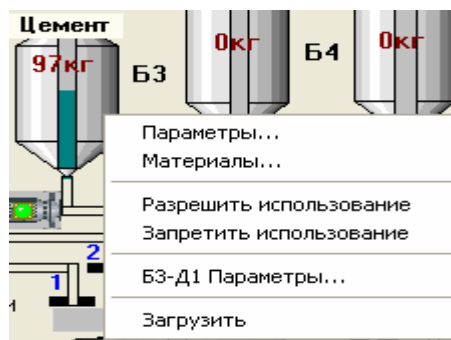 Цемент
97кг
Б3
0кг
Б4
0кг
Параметры...
Материалы...
Разрешить использование
Запретить использование
Б3-Д1 Параметры...
Загрузить
2
1
и